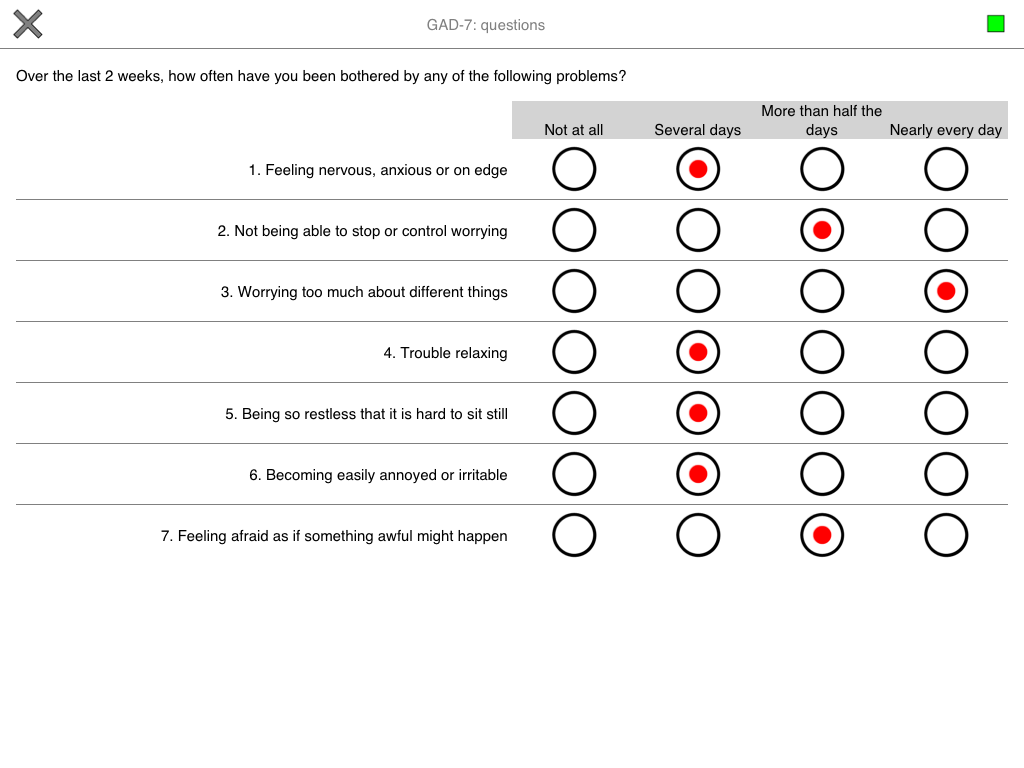 GAD-7: questions
Over the last 2 weeks, how often have you been bothered by any of the following problems?
Not at all
Several days
More than half the
days
Nearly every day
1. Feeling nervous, anxious or on edge
2. Not being able to stop or control worrying
3. Worrying too much about different things
4. Trouble relaxing
5. Being so restless that it is hard to sit still
6. Becoming easily annoyed or irritable
7. Feeling afraid as if something awful might happen